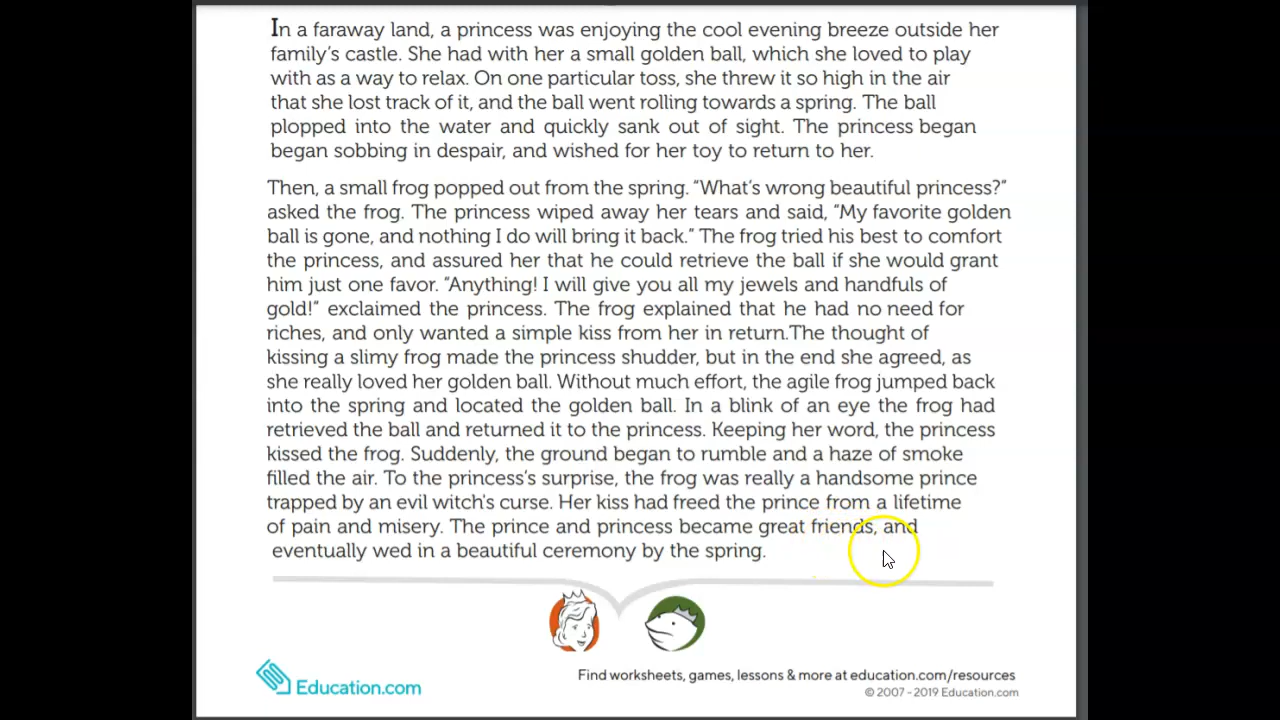 In a faraway land, a princess was enjoying the cool evening breeze outside her
family's castle. She had with her a small golden ball, which she loved to play
with as a way to relax. On one particular toss, she threw it so high in the air
that she lost track of it, and the ball went rolling towards a spring. The ball
plopped into the water and quickly sank out of sight. The princess began
began sobbing in despair, and wished for her toy to return to her.
Then, a small frog popped out from the spring. “What's wrong beautiful princess?”
asked the frog. The princess wiped away her tears and said, “My favorite golden
ball is gone, and nothing I do will bring it back.” The frog tried his best to comfort
the princess, and assured her that he could retrieve the ball if she would grant
him just one favor. “Anything! I will give you all my jewels and handfuls of
gold!” exclaimed the princess. The frog explained that he had no need for
riches, and only wanted a simple kiss from her in return.The thought of
kissing a slimy frog made the princess shudder, but in the end she agreed, as
she really loved her golden ball. Without much effort, the agile frog jumped back
into the spring and located the golden ball. In a blink of an eye the frog had
retrieved the ball and returned it to the princess. Keeping her word, the princess
kissed the frog. Suddenly, the ground began to rumble and a haze of smoke
filled the air. To the princess's surprise, the frog was really a handsome prince
trapped by an evil witch's curse. Her kiss had freed the prince from a lifetime
of pain and misery. The prince and princess became great friends, and
eventually wed in a beautiful ceremony by the spring.
Education.com
Find worksheets, games, lessons & more at education.com/resources
© 2007 - 2019 Education.com